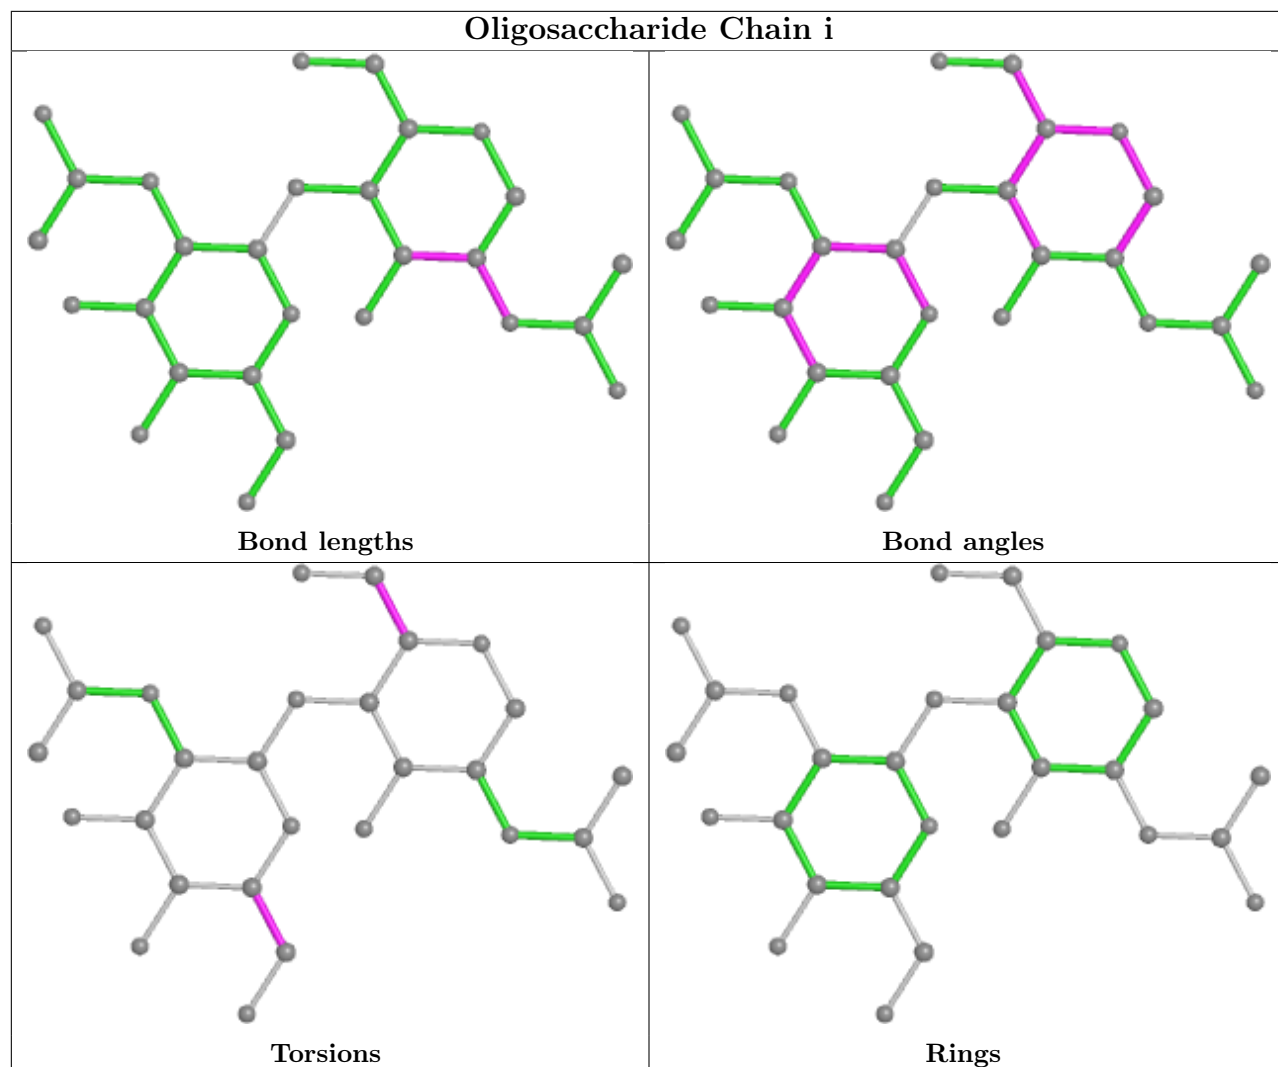 Oligosaccharide Chain i
Bond lengths
Bond angles
Torsions
Rings